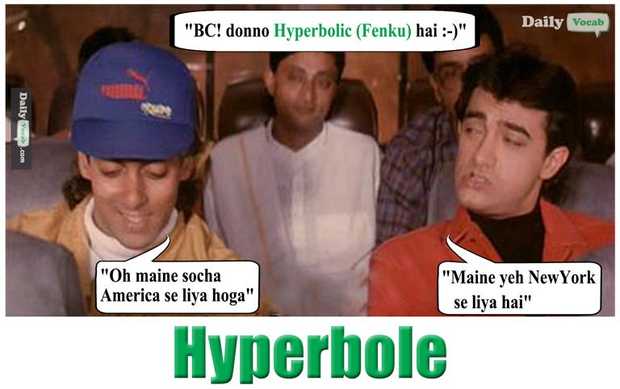 "BC! donno Hyperbolic (Fenku) hai :-)"
Daily Vocab
PUMA
Daily Vocab.com
"Oh maine socha
America se liya hoga"
"Maine yeh NewYork
se liya hai"
Hyperbole